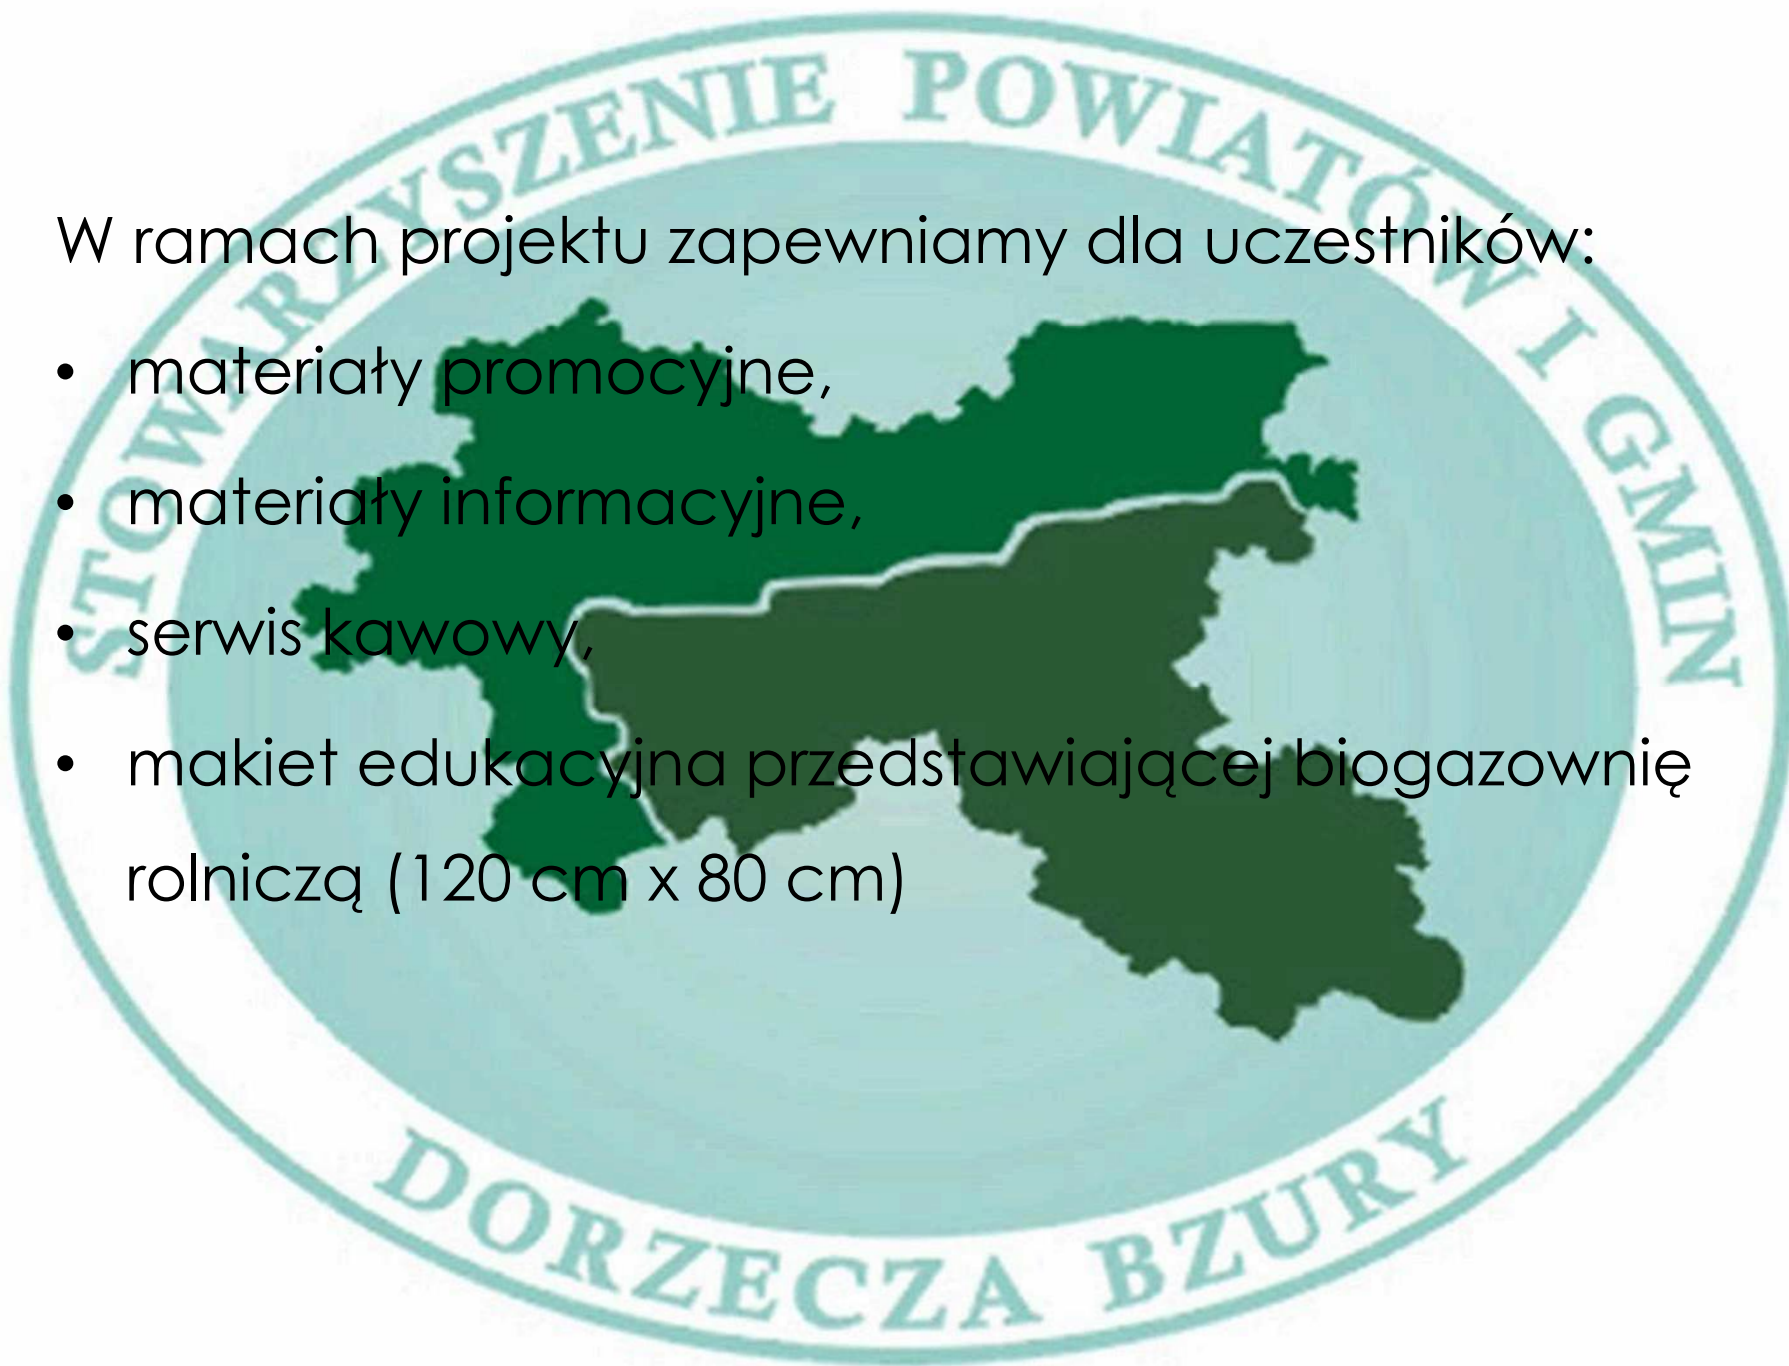 STOWARZYSZENIE POWIATÓW I GMIN
W ramach projektu zapewniamy dla uczestników:
• materiały promocyjne,
• materiały informacyjne,
• serwis kawowy,
• makiet edukacyjna przedstawiającej biogazownię
rolniczą (120 cm x 80 cm)
DORZECZA BZURY